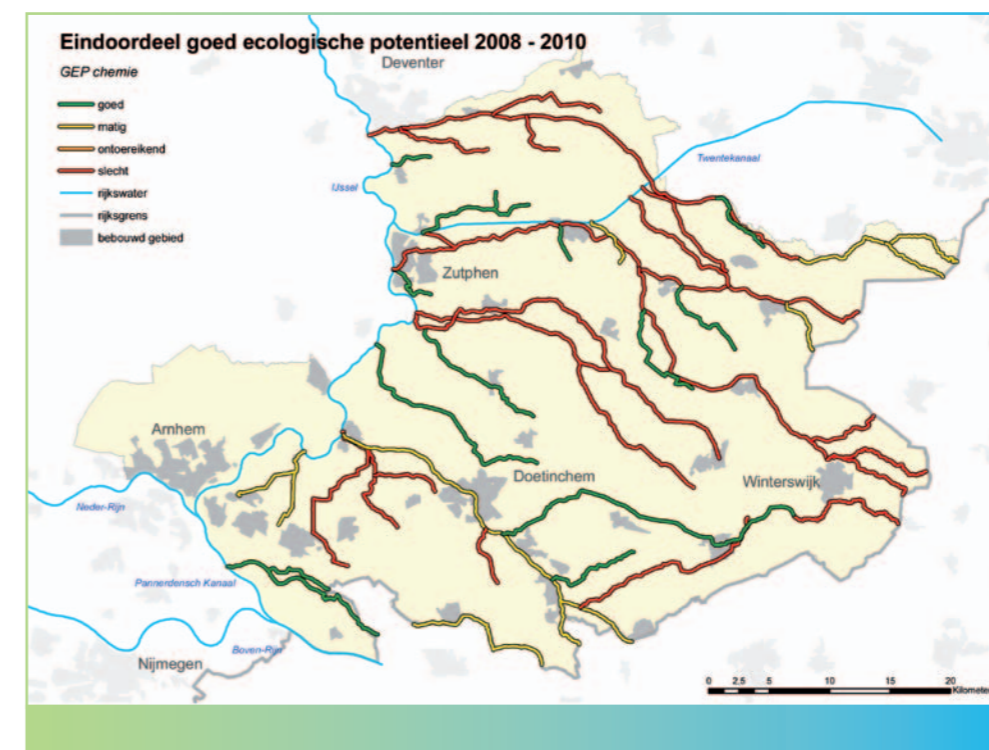 Eindoordeel goed ecologische potentieel 2008 - 2010
Deventer
GEP chemie
goed
matig
ontoereikend
slecht
rijkswater
rijksgrens
bebouwd gebied
Twentekanaal
IJssel
Zutphen
Arnhem
Doetinchem
Winterswijk
Neder-Rijn
Pannerdensch Kanaal
Boven-Rijn
Nijmegen
0 2,5 5 10 15 20
Kilometer